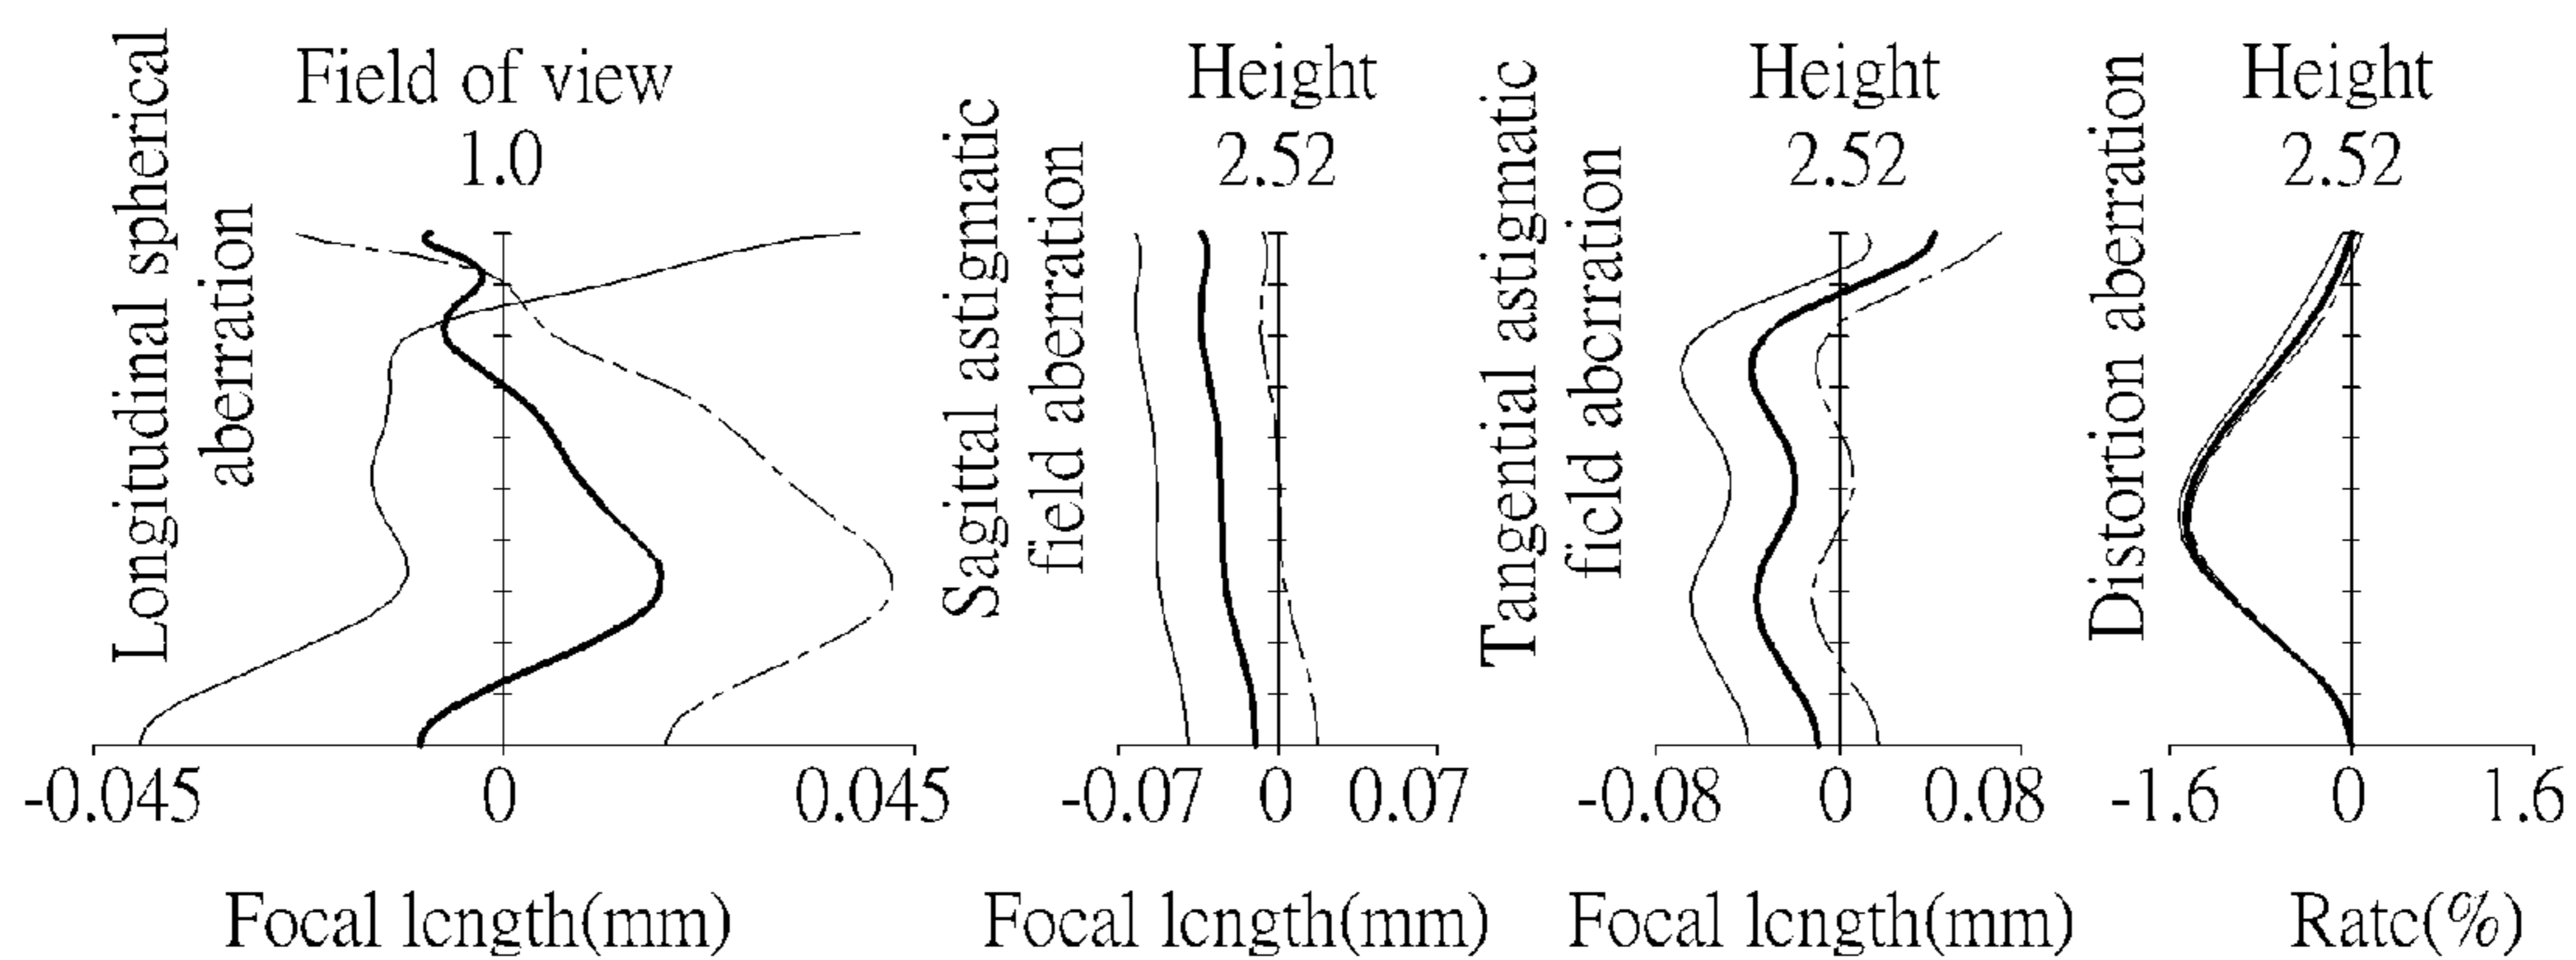 Longitudinal spherical
aberration
Field of view
1.0
-0.045
0
0.045
Focal lcngth(mm)
Sagittal astigmatic
field aberration
Height
2.52
-0.07
0
0.07
Focal lcngth(mm)
Tangential astigmatic
ficld abcrration
Height
2.52
-0.08
0
0.08
Focal lcngth(mm)
Distortion aberration
Height
2.52
-1.6
0
1.6
Ratc(%)